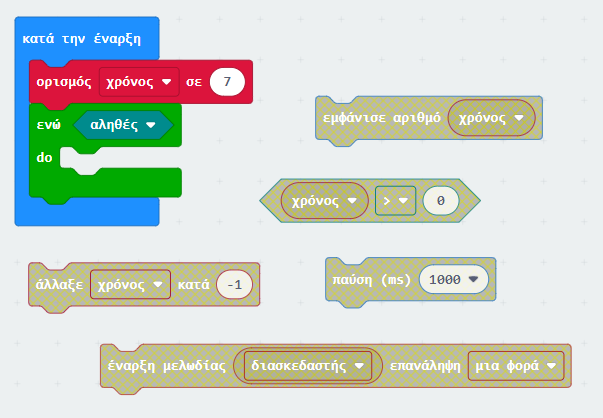 κατά την έναρξη
ορισμός χρόνος σε 7
ενώ αληθές
do
εμφάνισε αριθμό χρόνος
χρόνος > 0
άλλαξε χρόνος κατά -1
παύση (ms) 1000
έναρξη μελωδίας διασκεδαστής επανάληψη μια φορά